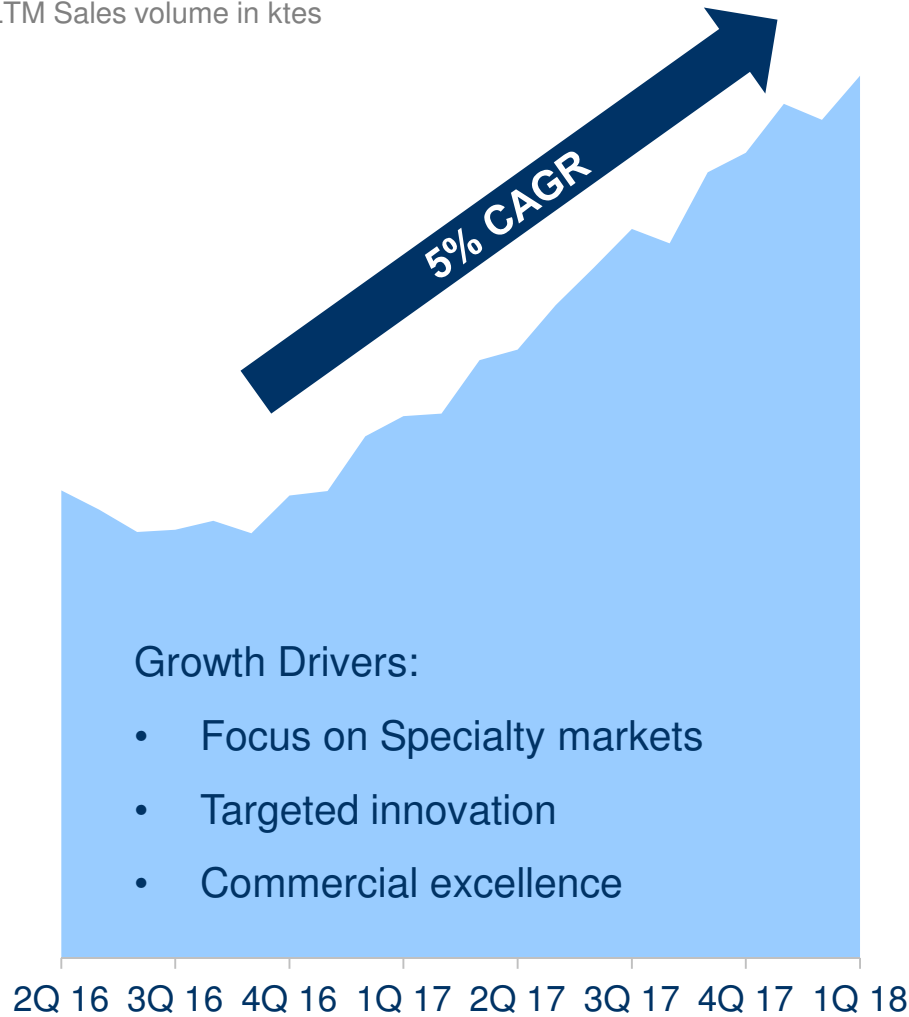 LTM Sales volume in ktes
5% CAGR
Growth Drivers:
• Focus on Specialty markets
• Targeted innovation
• Commercial excellence
2Q 16 3Q 16 4Q 16 1Q 17 2Q 17 3Q 17 4Q 17 1Q 18